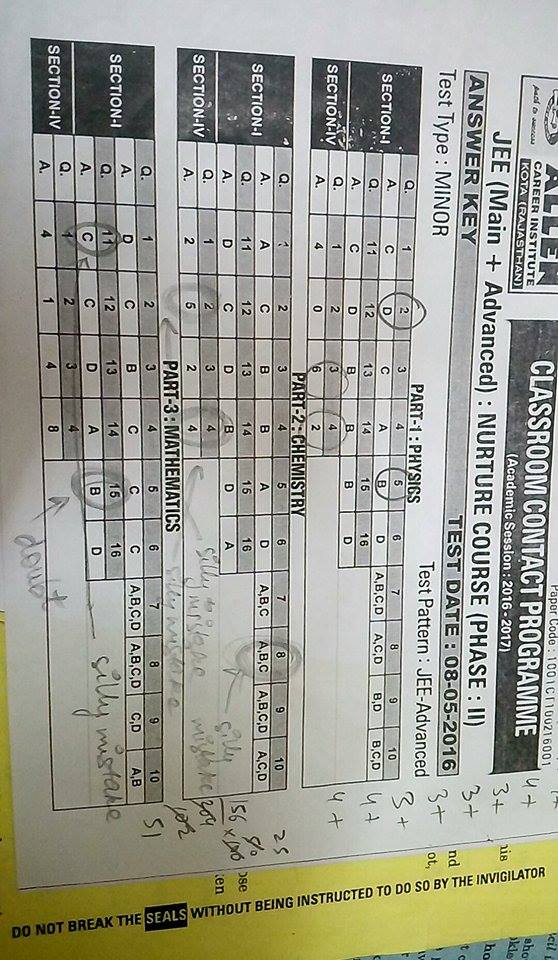 ALLEN
path to success
CAREER INSTITUTE
KOTA (RAJASTHAN)
Paper Code : 1001CT100216001
CLASSROOM CONTACT PROGRAMME
(Academic Session : 2016 - 2017)
JEE (Main + Advanced) : NURTURE COURSE (PHASE : II)
ANSWER KEY
TEST DATE : 08-05-2016
Test Type : MINOR
Test Pattern : JEE-Advanced
PART-1 : PHYSICS
SECTION-I
Q. 1 2 3 4 5 6 7 8 9 10
A. C D C A B D A,B,C,D A,C,D B,D B,C,D
Q. 11 12 13 14 15 16
A. C D B B B D
SECTION-IV
Q. 1 2 3 4
A. 4 0 6 2
PART-2 : CHEMISTRY
SECTION-I
Q. 1 2 3 4 5 6 7 8 9 10
A. A C B B A D A,B,C A,B,C A,B,C,D A,C,D
Q. 11 12 13 14 15 16
A. D C D B D A
SECTION-IV
Q. 1 2 3 4
A. 2 5 2 4
silly mistake
silly mistake
silly mistake
PART-3 : MATHEMATICS
SECTION-I
Q. 1 2 3 4 5 6 7 8 9 10
A. D C B C C C A,B,C,D A,B,C,D C,D A,B
Q. 11 12 13 14 15 16
A. C C D A B D
silly mistake
SECTION-IV
Q. 1 2 3 4
A. 4 1 4 8
doubt
4+
3+
3+
3+
3+
4+
4+
25
156
51
DO NOT BREAK THE SEALS WITHOUT BEING INSTRUCTED TO DO SO BY THE INVIGILATOR